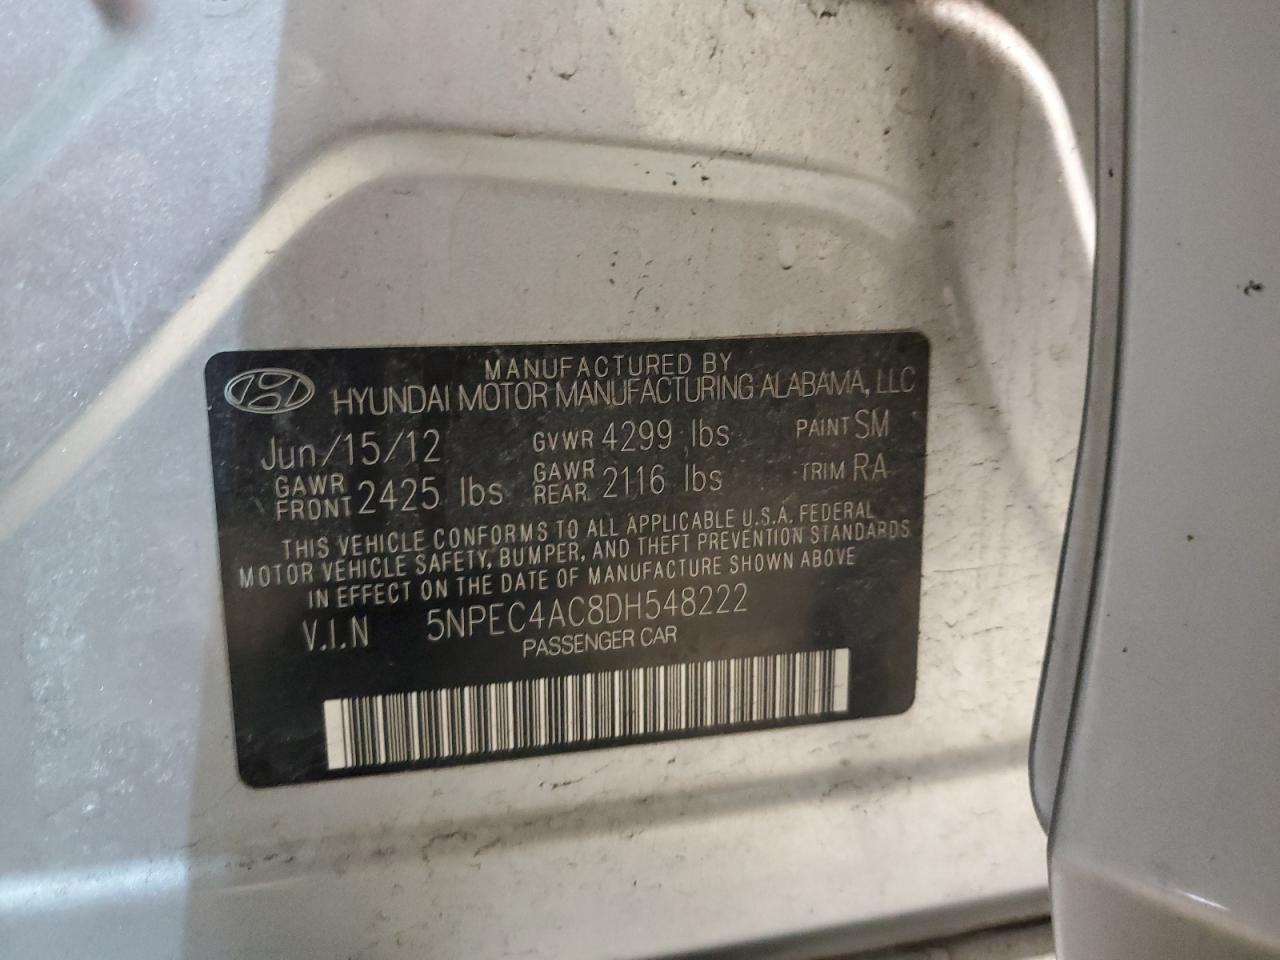 MANUFACTURED BY
HYUNDAI MOTOR MANUFACTURING ALABAMA, LLC
Jun/15/12 GVWR 4299 lbs PAINT SM
GAWR FRONT 2425 lbs GAWR REAR 2116 lbs TRIM RA
THIS VEHICLE CONFORMS TO ALL APPLICABLE U.S.A. FEDERAL
MOTOR VEHICLE SAFETY, BUMPER, AND THEFT PREVENTION STANDARDS
IN EFFECT ON THE DATE OF MANUFACTURE SHOWN ABOVE
V.I.N 5NPEC4AC8DH548222
PASSENGER CAR